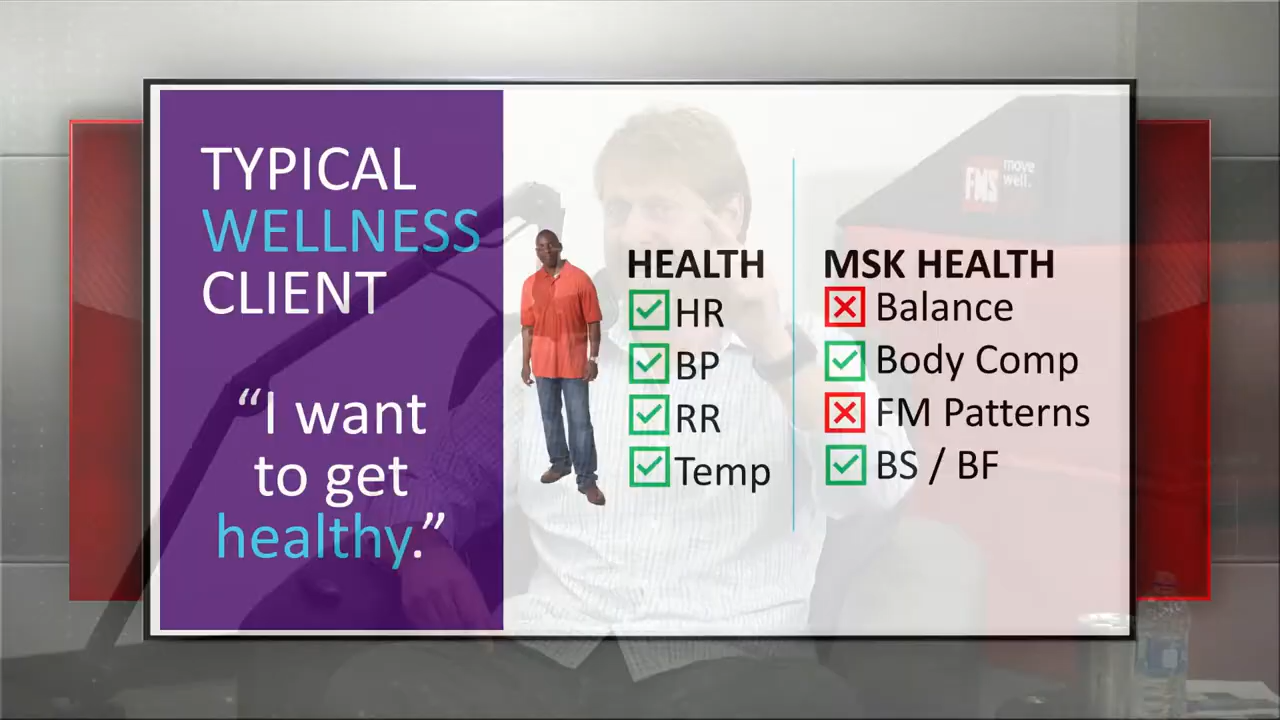 TYPICAL
WELLNESS
CLIENT
“I want
to get
healthy.”
HEALTH
HR
BP
RR
Temp
MSK HEALTH
Balance
Body Comp
FM Patterns
BS / BF
FMS
move
well.